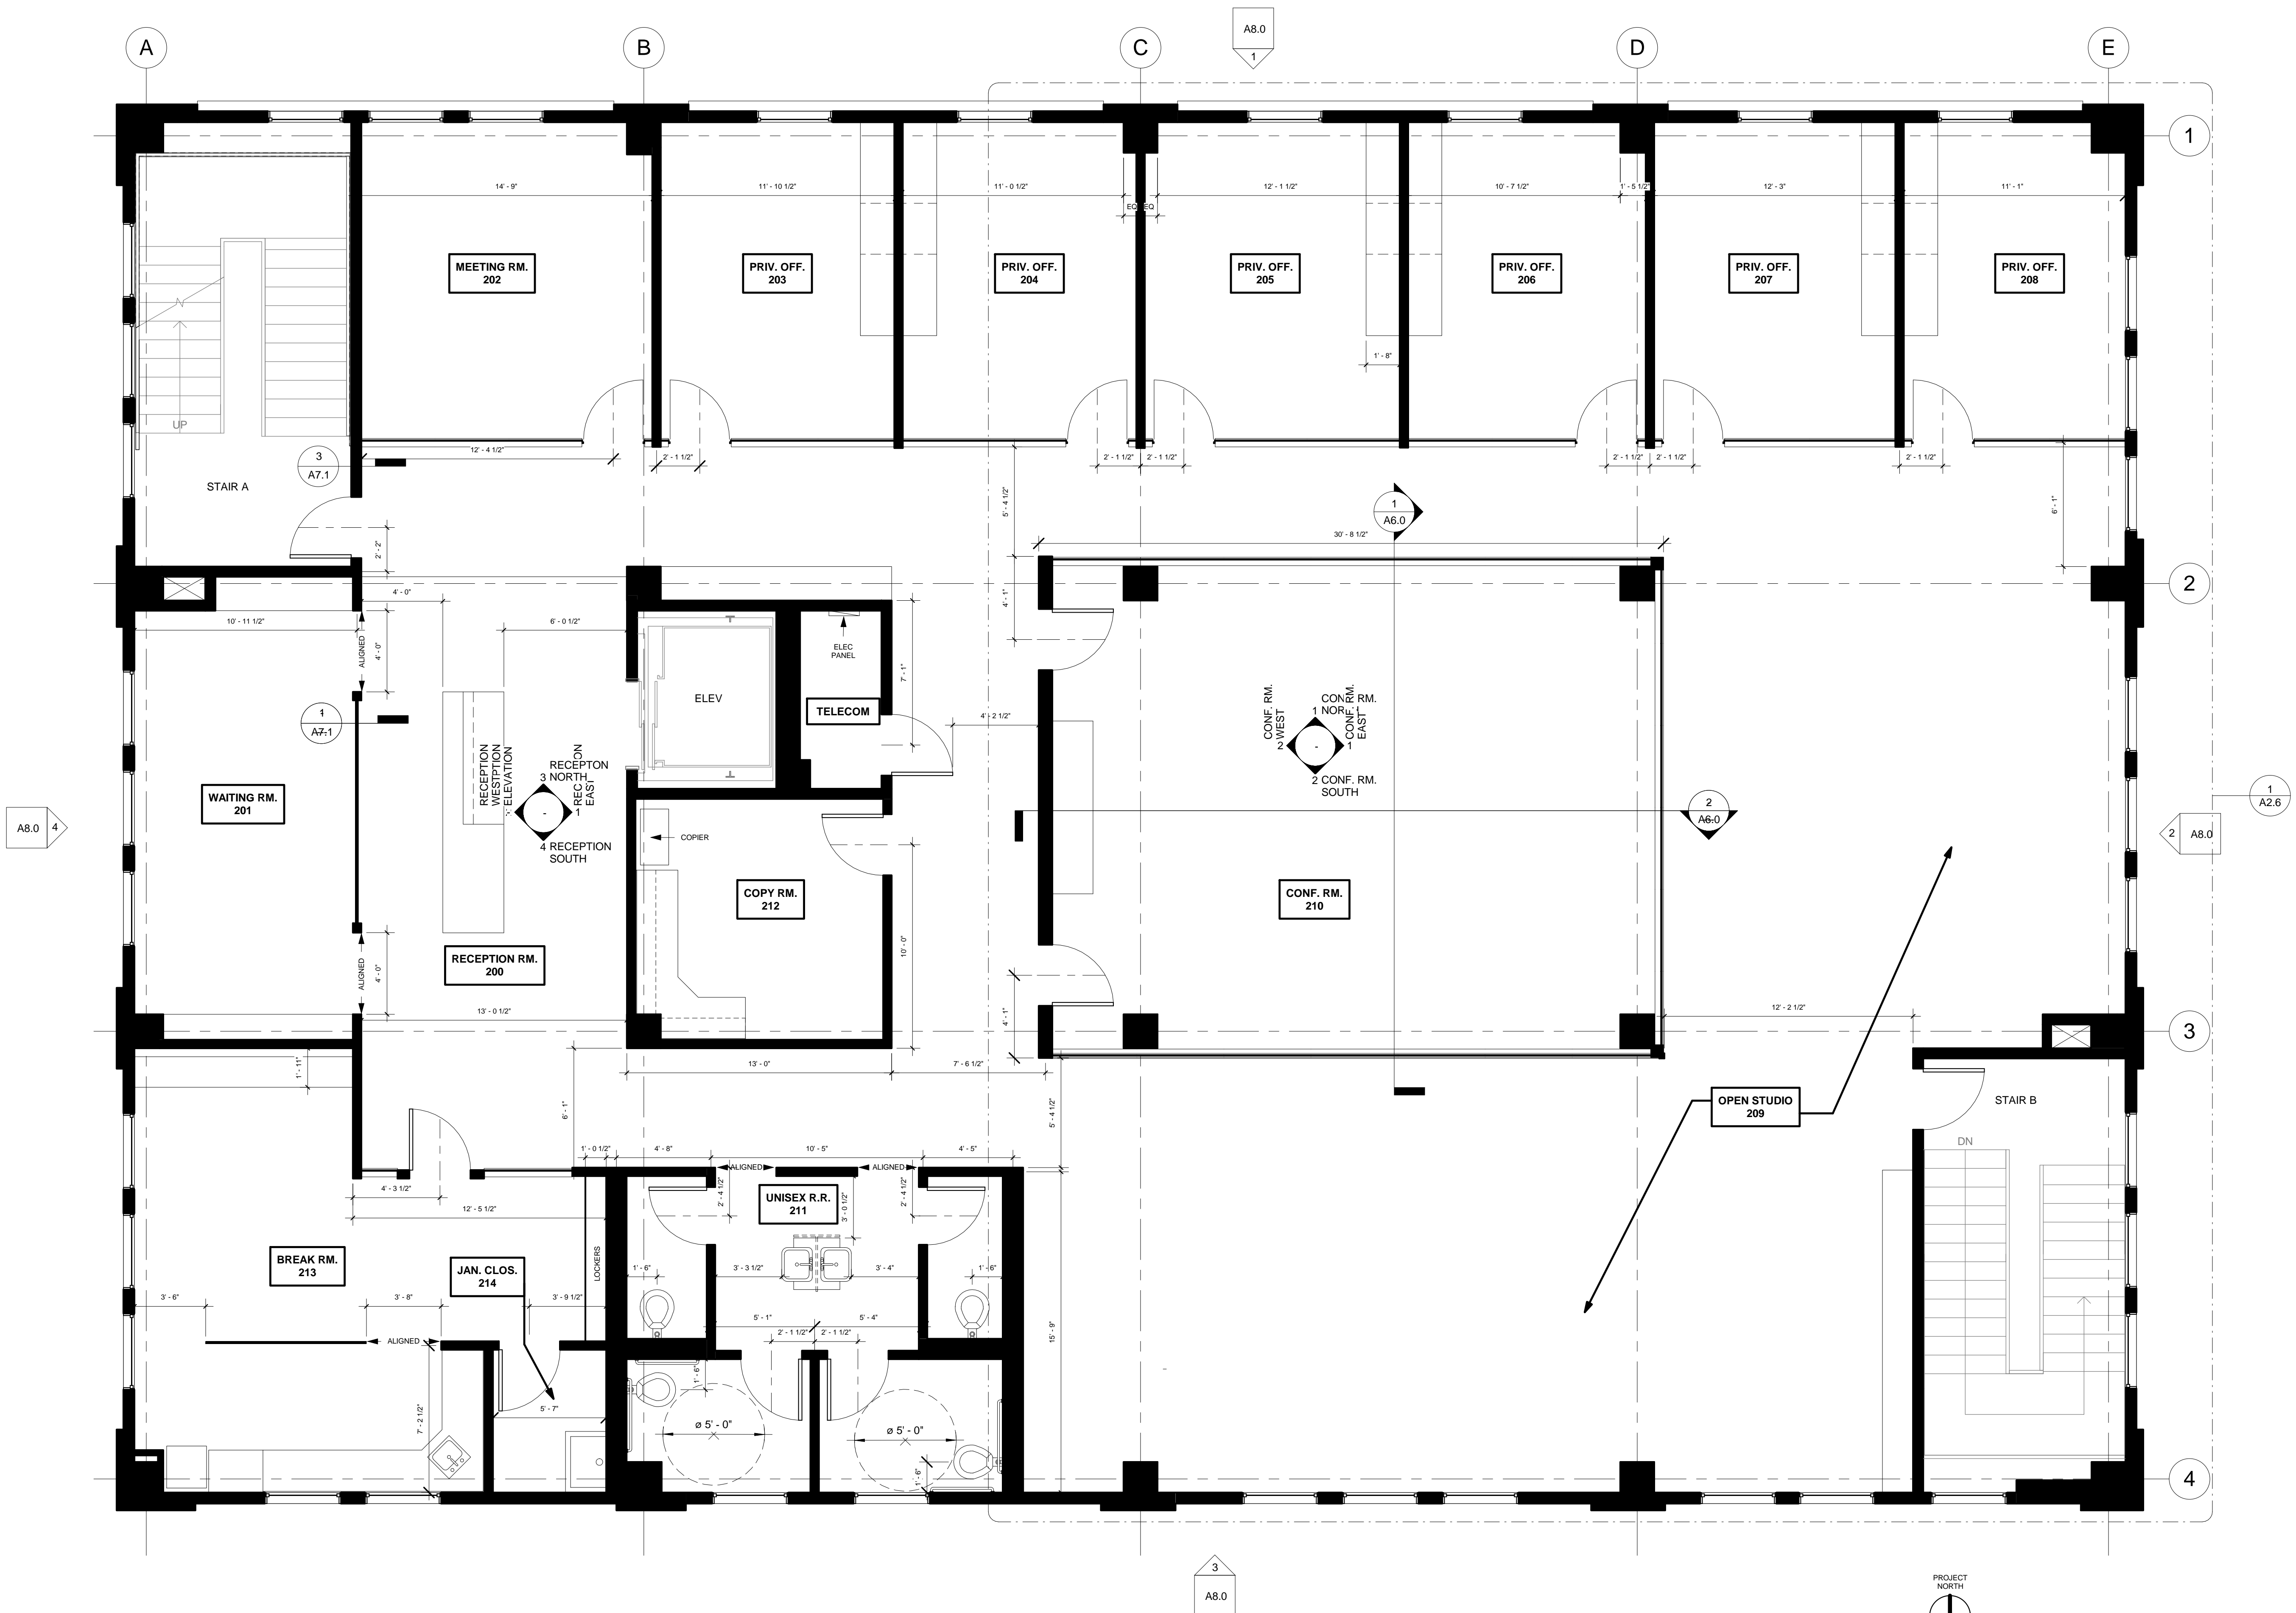 A8.0
1
A
B
C
D
E
1
14' - 9"
11' - 10 1/2"
11' - 0 1/2"
12' - 1 1/2"
10' - 7 1/2"
1' - 5 1/2"
12' - 3"
11' - 1"
EQ
EQ
MEETING RM.
202
PRIV. OFF.
203
PRIV. OFF.
204
PRIV. OFF.
205
PRIV. OFF.
206
PRIV. OFF.
207
PRIV. OFF.
208
1' - 8"
UP
12' - 4 1/2"
2' - 1 1/2"
2' - 1 1/2"
2' - 1 1/2"
2' - 1 1/2"
2' - 1 1/2"
2' - 1 1/2"
3
A7.1
STAIR A
5' - 4 1/2"
1
A6.0
6' - 1"
30' - 8 1/2"
2' - 2"
2
4' - 0"
4' - 1"
10' - 11 1/2"
6' - 0 1/2"
ALIGNED
4' - 0"
ELEC
PANEL
7' - 1"
ELEV
TELECOM
4' - 2 1/2"
1
A7.1
CONF. RM.
WEST
CONF. RM.
EAST
1 CONF. RM.
NORTH
2
-
1
2 CONF. RM.
SOUTH
RECEPTION
ELEVATION
3 RECEPTON
NORTH
RECEPTION
EAST
-
1
4 RECEPTION
SOUTH
WAITING RM.
201
A8.0
4
COPIER
2
A6.0
1
A2.6
2
A8.0
COPY RM.
212
CONF. RM.
210
RECEPTION RM.
200
ALIGNED
4' - 0"
10' - 0"
4' - 1"
13' - 0 1/2"
12' - 2 1/2"
3
1' - 11"
13' - 0"
7' - 6 1/2"
6' - 1"
5' - 4 1/2"
OPEN STUDIO
209
STAIR B
DN
1' - 0 1/2"
4' - 8"
10' - 5"
4' - 5"
ALIGNED
ALIGNED
4' - 3 1/2"
2' - 4 1/2"
UNISEX R.R.
211
3' - 0 1/2"
2' - 4 1/2"
12' - 5 1/2"
BREAK RM.
213
JAN. CLOS.
214
LOCKERS
1' - 6"
3' - 3 1/2"
3' - 4"
1' - 6"
3' - 6"
3' - 8"
3' - 9 1/2"
5' - 1"
5' - 4"
2' - 1 1/2"
2' - 1 1/2"
ALIGNED
15' - 9"
1' - 6"
7' - 2 1/2"
5' - 7"
ø 5' - 0"
ø 5' - 0"
1' - 6"
4
3
A8.0
PROJECT
NORTH